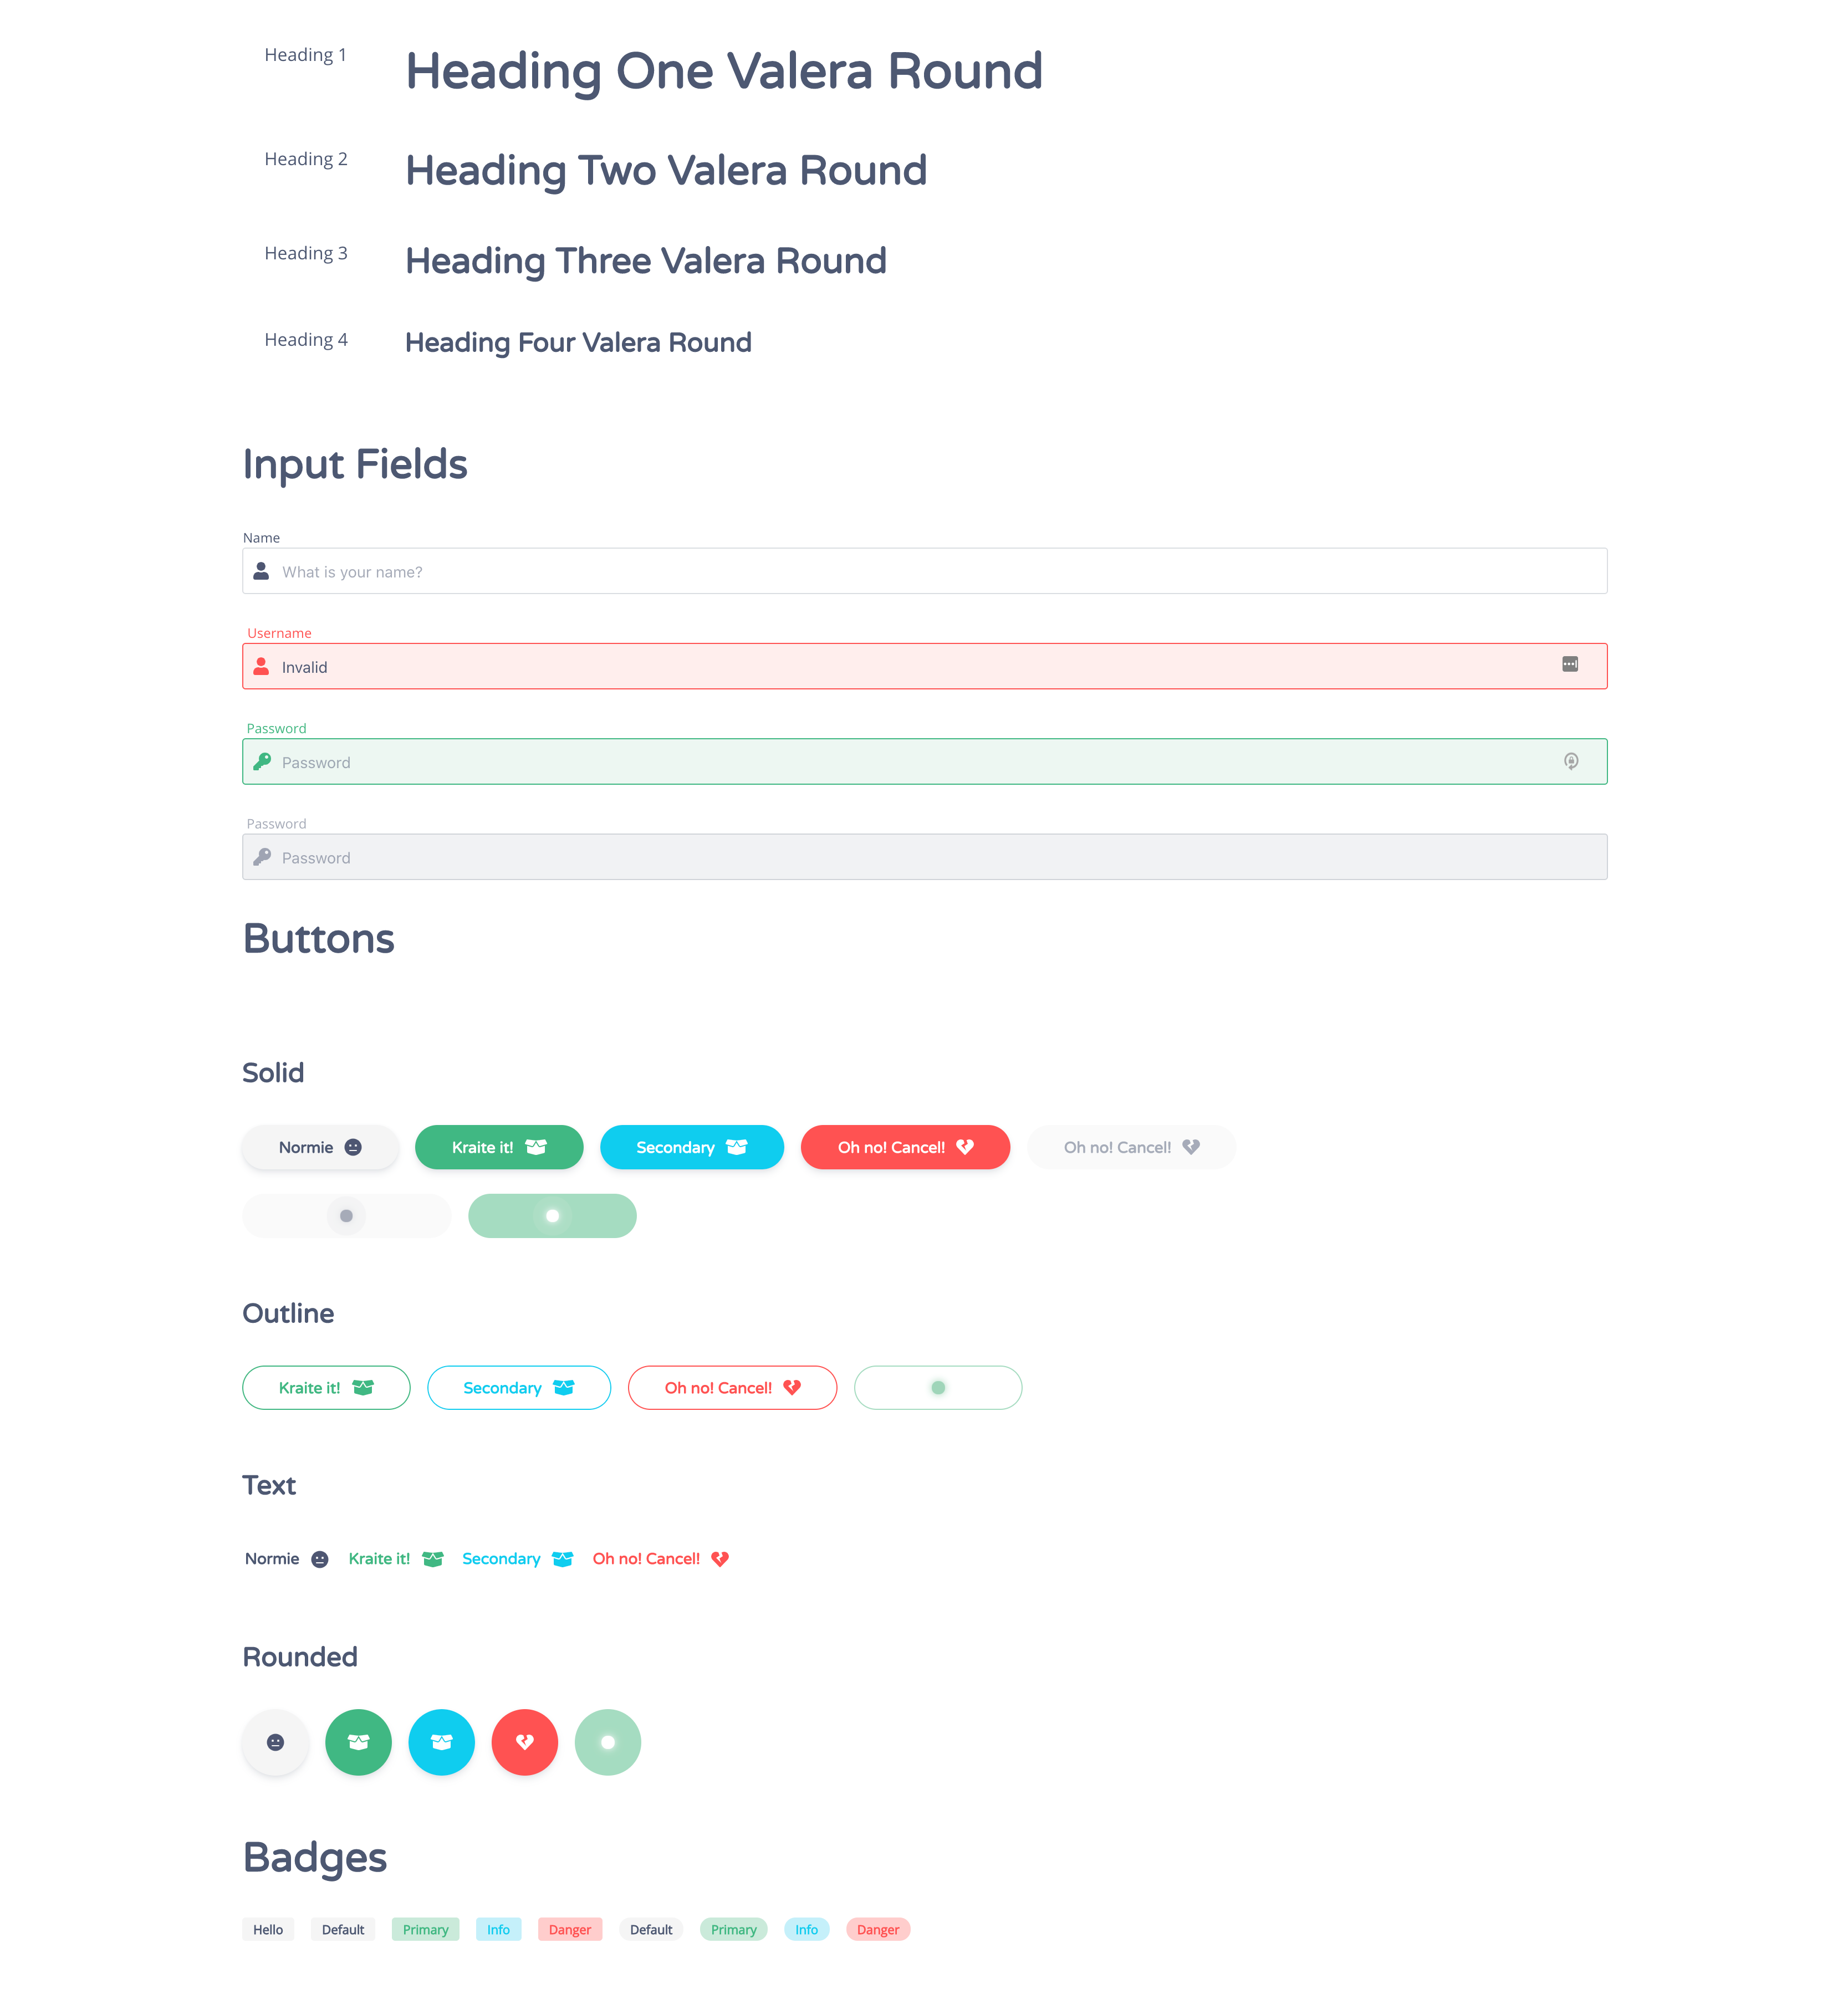 Heading 1 Heading One Valera Round
Heading 2 Heading Two Valera Round
Heading 3 Heading Three Valera Round
Heading 4 Heading Four Valera Round
Input Fields
Name
What is your name?
Username
Invalid
Password
Password
Password
Password
Buttons
Solid
Normie Kraite it! Secondary Oh no! Cancel! Oh no! Cancel!
Outline
Kraite it! Secondary Oh no! Cancel!
Text
Normie Kraite it! Secondary Oh no! Cancel!
Rounded
Badges
Hello Default Primary Info Danger Default Primary Info Danger